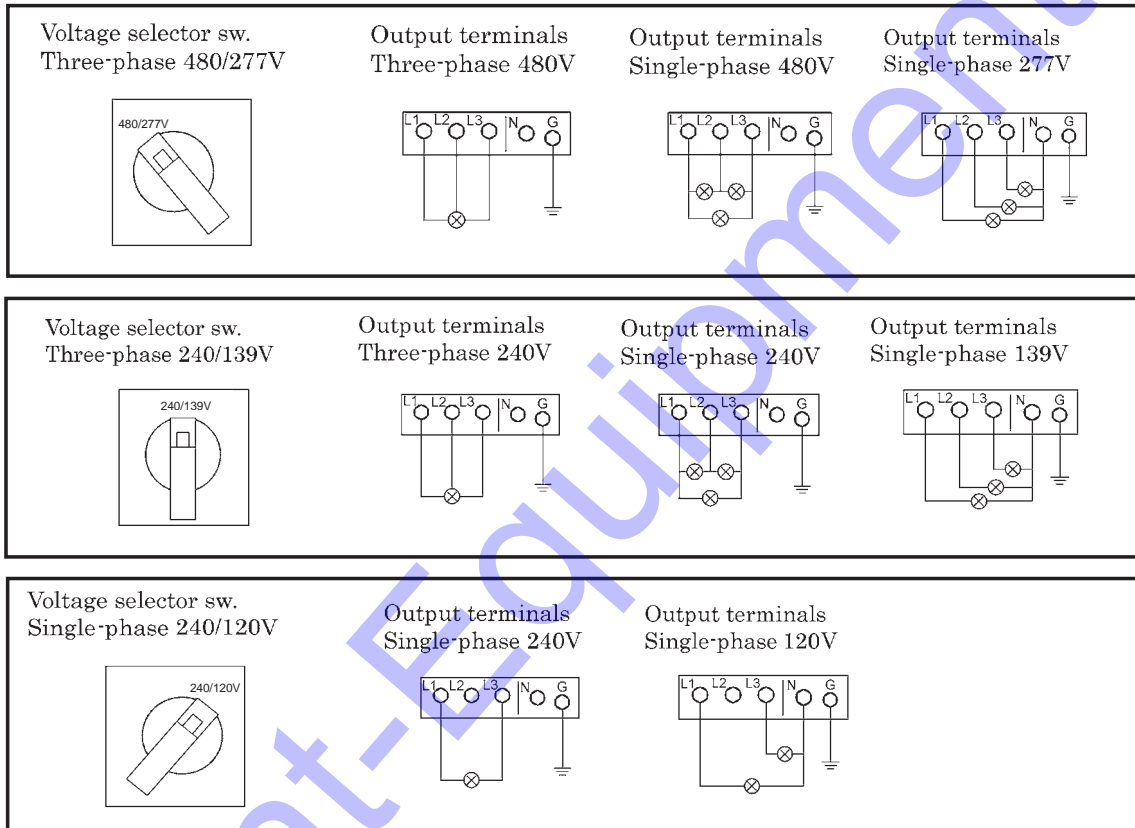 Voltage selector sw.
Three-phase 480/277V
480/277V
Output terminals
Three-phase 480V
L1 L2 L3 N G
Output terminals
Single-phase 480V
L1 L2 L3 N G
Output terminals
Single-phase 277V
L1 L2 L3 N G
Voltage selector sw.
Three-phase 240/139V
240/139V
Output terminals
Three-phase 240V
L1 L2 L3 N G
Output terminals
Single-phase 240V
L1 L2 L3 N G
Output terminals
Single-phase 139V
L1 L2 L3 N G
Voltage selector sw.
Single-phase 240/120V
240/120V
Output terminals
Single-phase 240V
L1 L2 L3 N G
Output terminals
Single-phase 120V
L1 L2 L3 N G
t-Equipment